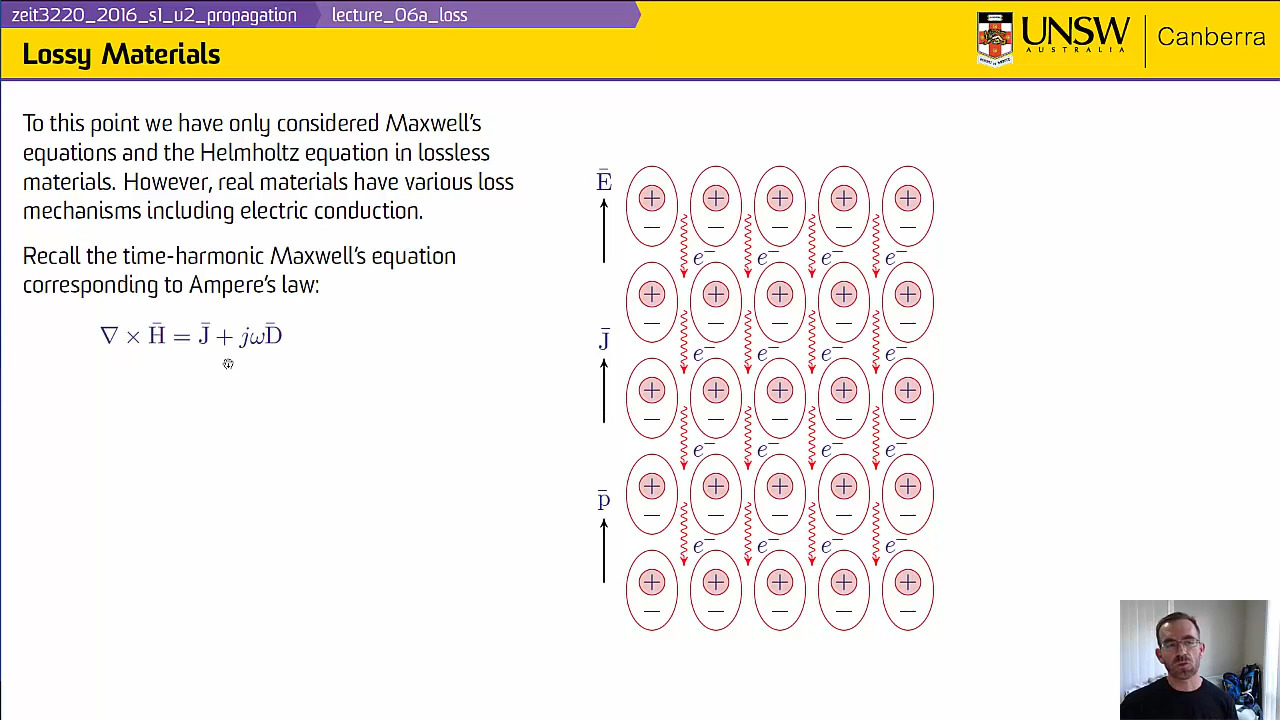 zeit3220_2016_s1_u2_propagation lecture_06a_loss
Lossy Materials
UNSW
AUSTRALIA
Canberra
To this point we have only considered Maxwell's
equations and the Helmholtz equation in lossless
materials. However, real materials have various loss
mechanisms including electric conduction.
Recall the time-harmonic Maxwell's equation
corresponding to Ampere's law:
∇ × H̄ = J̄ + jωD̄
Ē
+ + + + +
− − − − −
e⁻ e⁻ e⁻ e⁻
+ + + + +
− − − − −
J̄
e⁻ e⁻ e⁻ e⁻
+ + + + +
− − − − −
e⁻ e⁻ e⁻ e⁻
p̄
+ + + + +
− − − − −
e⁻ e⁻ e⁻ e⁻
+ + + + +
− − − − −